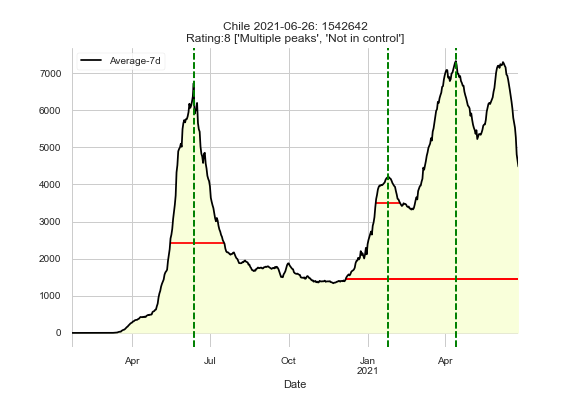 Chile 2021-06-26: 1542642
Rating:8 ['Multiple peaks', 'Not in control']
Average-7d
7000
6000
5000
4000
3000
2000
1000
0
Apr
Jul
Oct
Jan
2021
Apr
Date